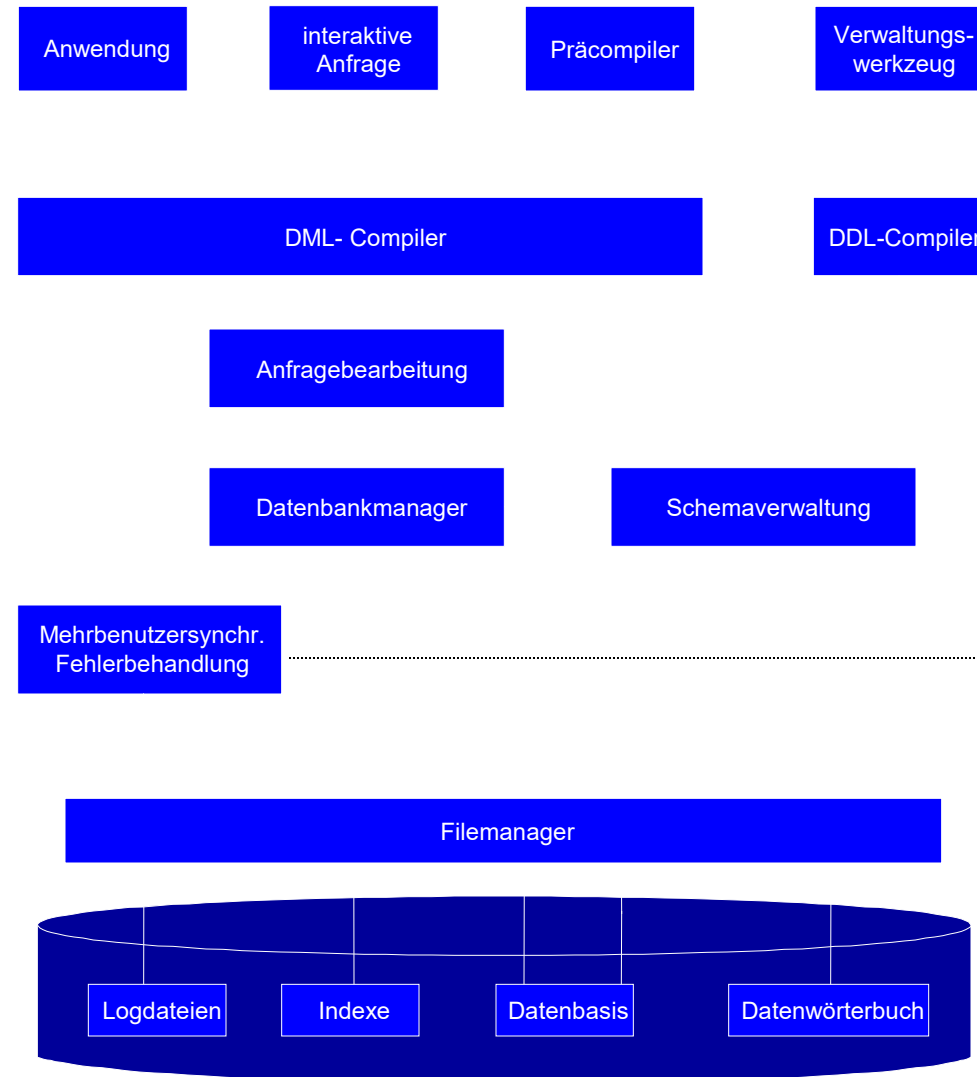 Anwendung
interaktive
Anfrage
Präcompiler
Verwaltungs-
werkzeug
DML- Compiler
DDL-Compiler
Anfragebearbeitung
Datenbankmanager
Schemaverwaltung
Mehrbenutzersynchr.
Fehlerbehandlung
Filemanager
Logdateien
Indexe
Datenbasis
Datenwörterbuch